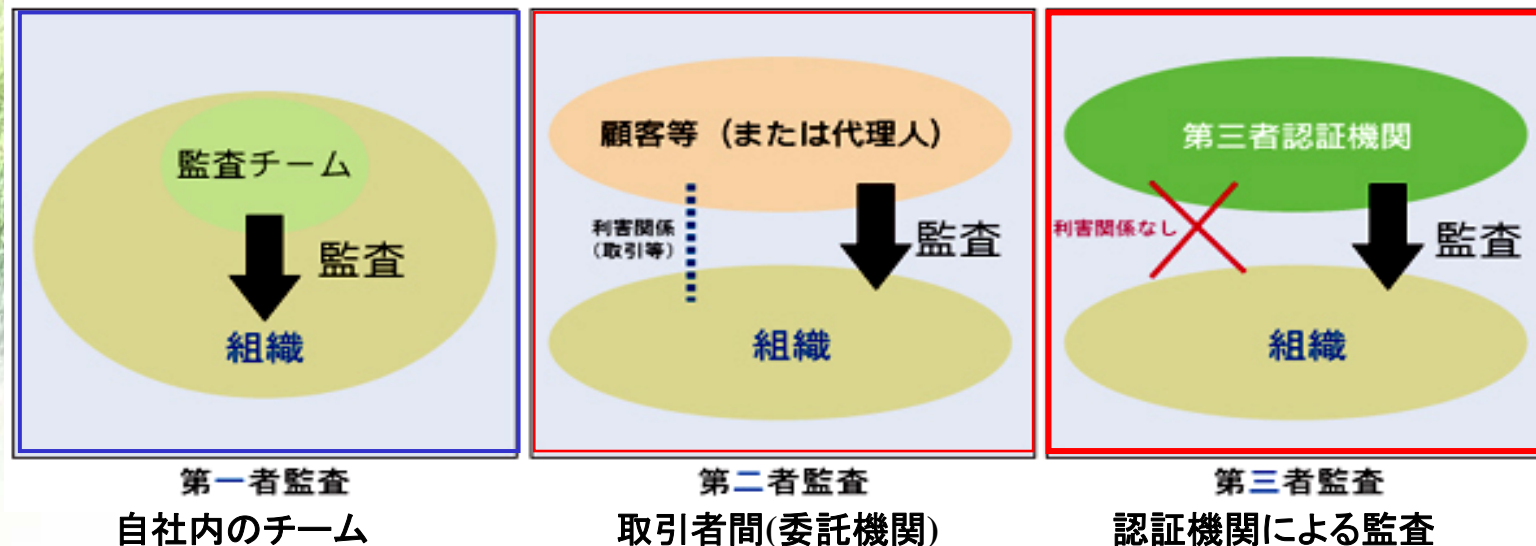 監査チーム
監査
組織
第一者監査
自社内のチーム
顧客等（または代理人）
利害関係
（取引等）
監査
組織
第二者監査
取引者間(委託機関)
第三者認証機関
利害関係なし
監査
組織
第三者監査
認証機関による監査